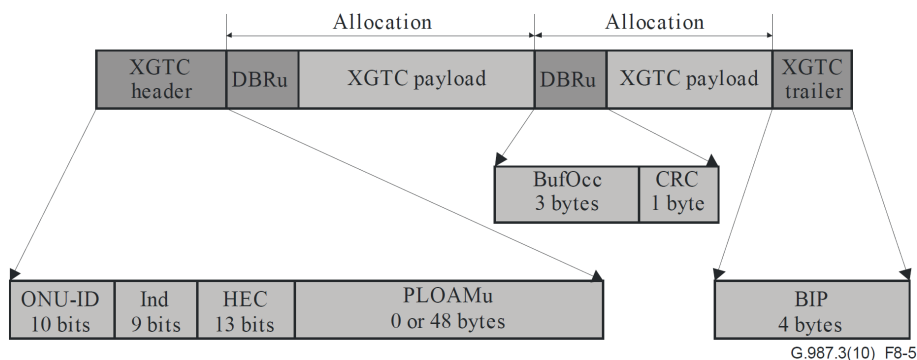 Allocation Allocation
XGTC header DBRu XGTC payload DBRu XGTC payload XGTC trailer
BufOcc 3 bytes CRC 1 byte
ONU-ID 10 bits Ind 9 bits HEC 13 bits PLOAMu 0 or 48 bytes BIP 4 bytes
G.987.3(10)_F8-5